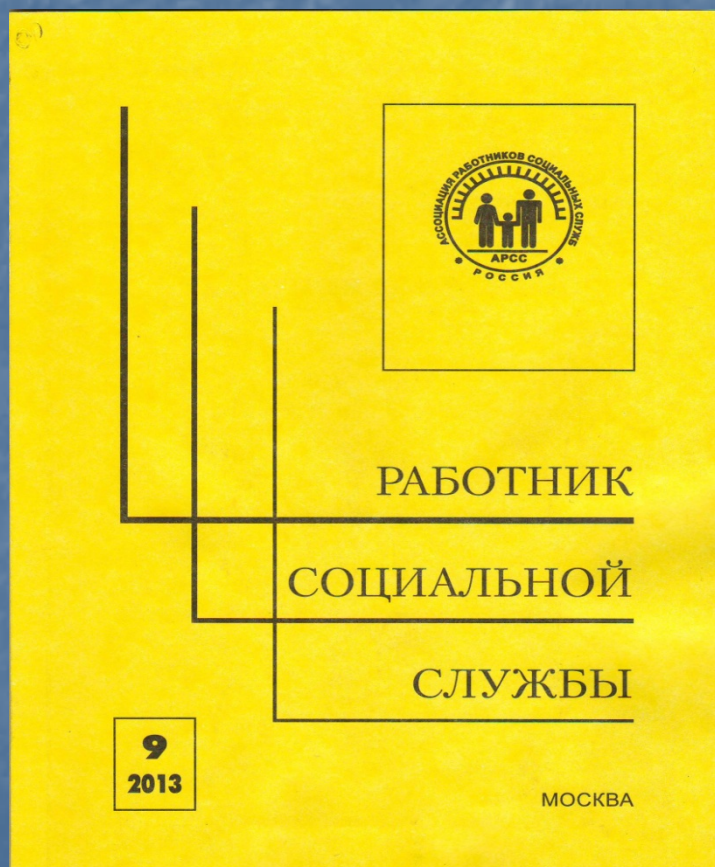 АССОЦИАЦИЯ РАБОТНИКОВ СОЦИАЛЬНЫХ СЛУЖБ
АРСС
РОССИЯ
РАБОТНИК
СОЦИАЛЬНОЙ
СЛУЖБЫ
9
2013
МОСКВА